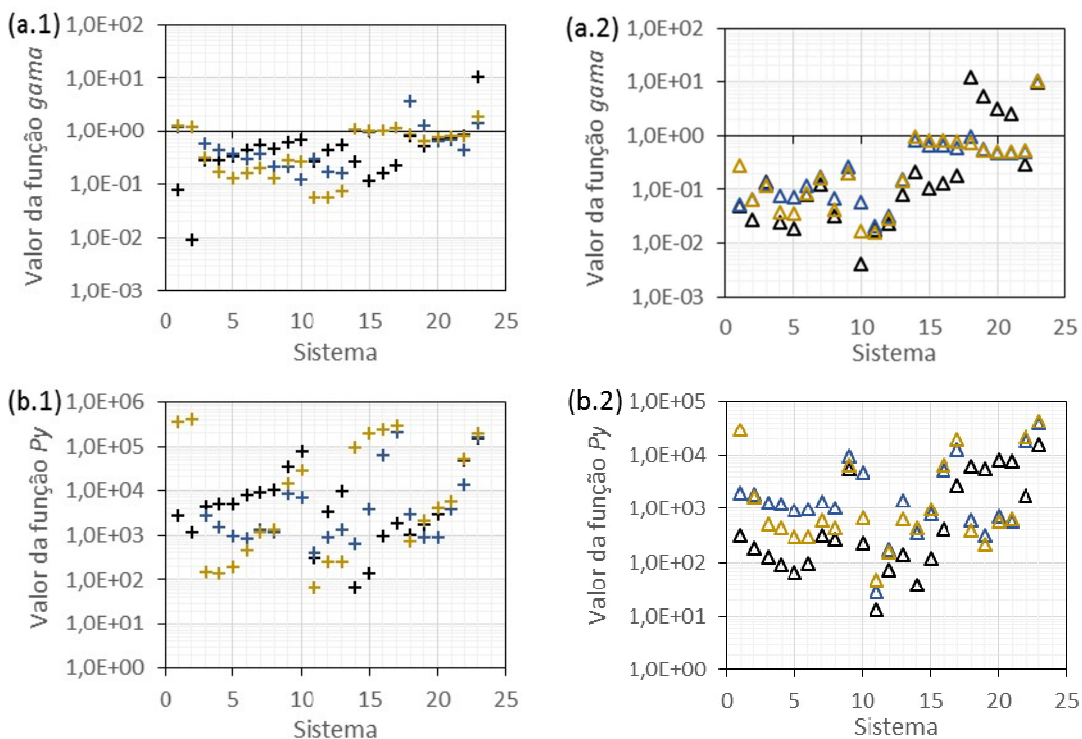 (a.1)
Valor da função gama
1,0E+02
1,0E+01
1,0E+00
1,0E-01
1,0E-02
1,0E-03
0 5 10 15 20 25
Sistema
(a.2)
Valor da função gama
1,0E+02
1,0E+01
1,0E+00
1,0E-01
1,0E-02
1,0E-03
0 5 10 15 20 25
Sistema
(b.1)
Valor da função Py
1,0E+06
1,0E+05
1,0E+04
1,0E+03
1,0E+02
1,0E+01
1,0E+00
0 5 10 15 20 25
Sistema
(b.2)
Valor da função Py
1,0E+05
1,0E+04
1,0E+03
1,0E+02
1,0E+01
1,0E+00
0 5 10 15 20 25
Sistema